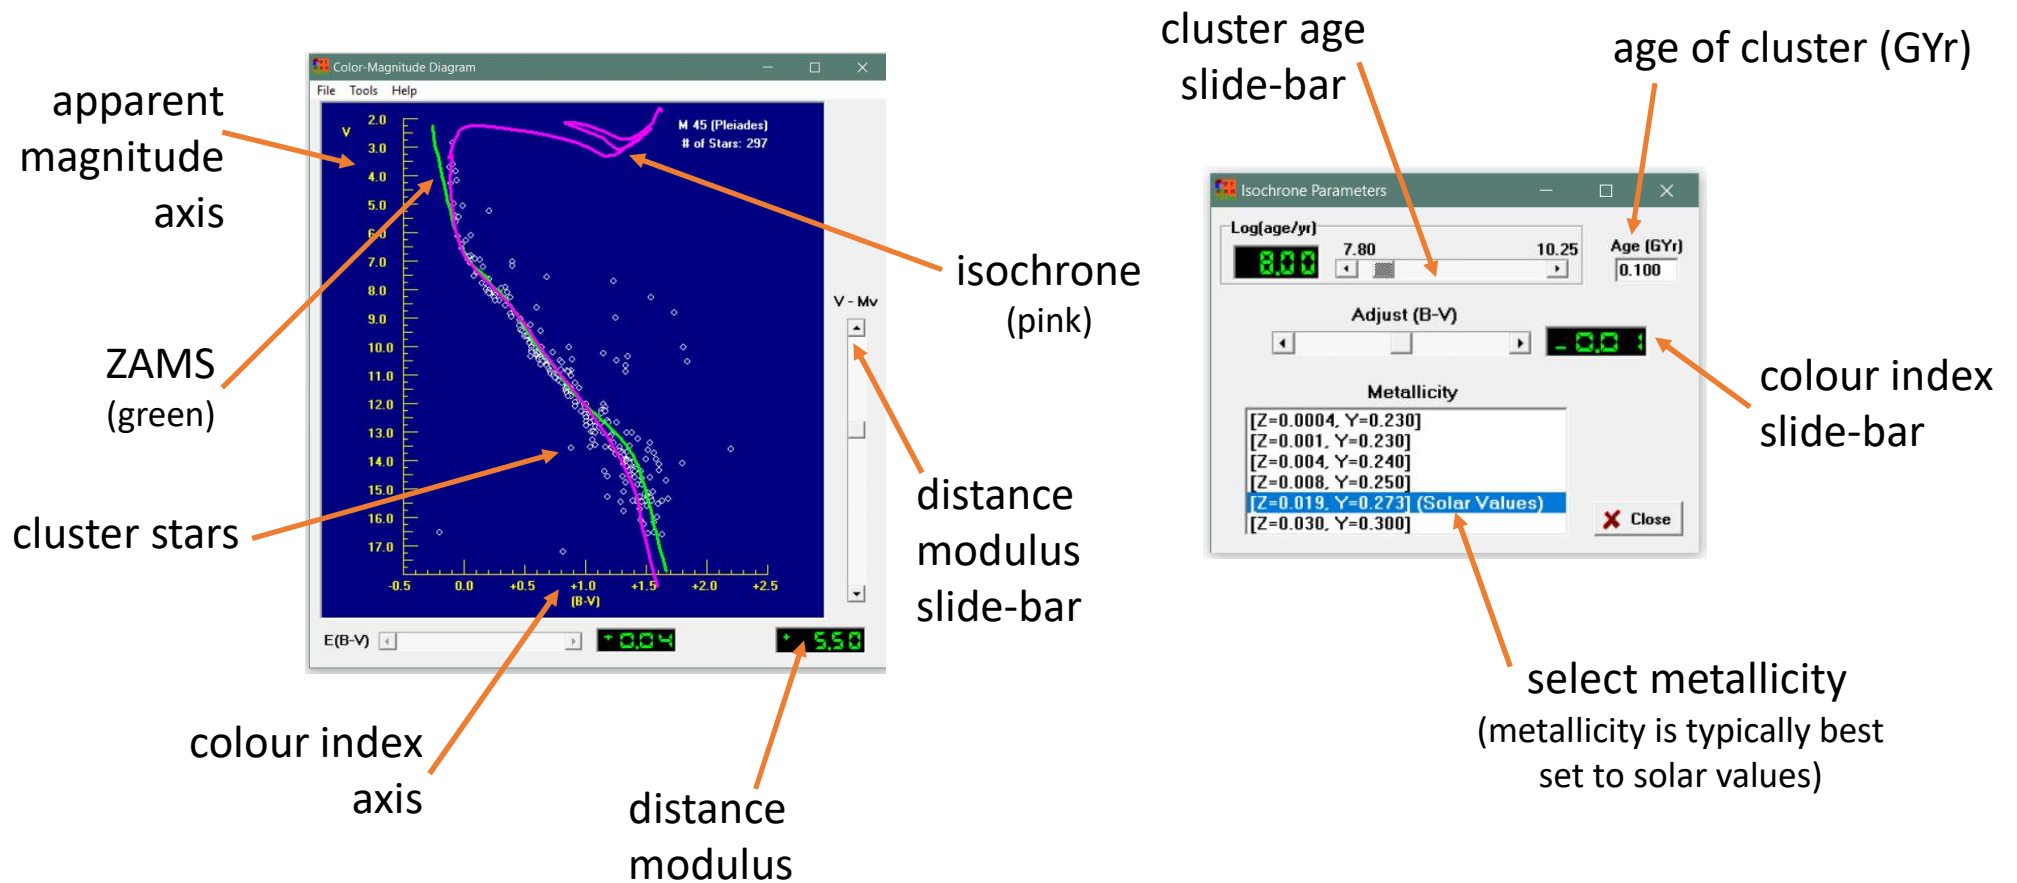 apparent
magnitude
axis
ZAMS
(green)
cluster stars
colour index
axis
Color-Magnitude Diagram
File Tools Help
V
M 45 (Pleiades)
# of Stars: 297
2.0
3.0
4.0
5.0
6.0
7.0
8.0
9.0
10.0
11.0
12.0
13.0
14.0
15.0
16.0
17.0
-0.5 0.0 +0.5 +1.0 +1.5 +2.0 +2.5
(B-V)
V - Mv
E(B-V)
+0.04
+ 5.50
distance
modulus
isochrone
(pink)
distance
modulus
slide-bar
cluster age
slide-bar
age of cluster (GYr)
Isochrone Parameters
Log(age/yr)
8.00
7.80 10.25
Age (GYr)
0.100
Adjust (B-V)
-0.01
Metallicity
[Z=0.0004, Y=0.230]
[Z=0.001, Y=0.230]
[Z=0.004, Y=0.240]
[Z=0.008, Y=0.250]
[Z=0.019, Y=0.273] (Solar Values)
[Z=0.030, Y=0.300]
Close
colour index
slide-bar
select metallicity
(metallicity is typically best
set to solar values)